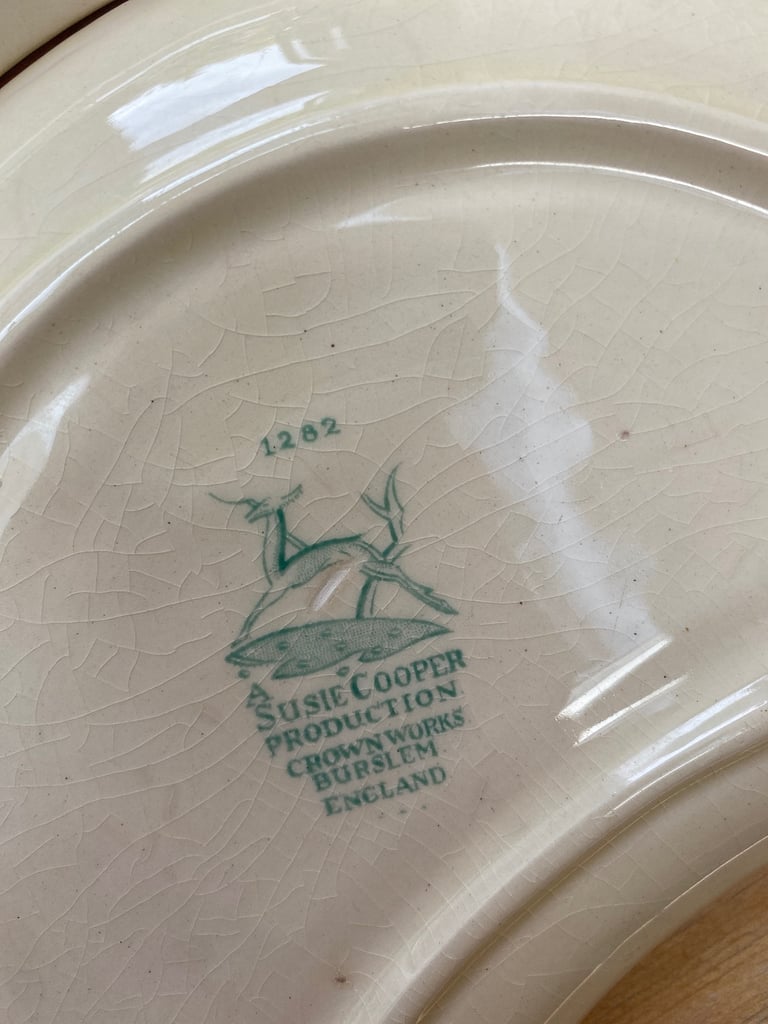 1282
A
SUSIE COOPER
PRODUCTION
CROWN WORKS
BURSLEM
ENGLAND